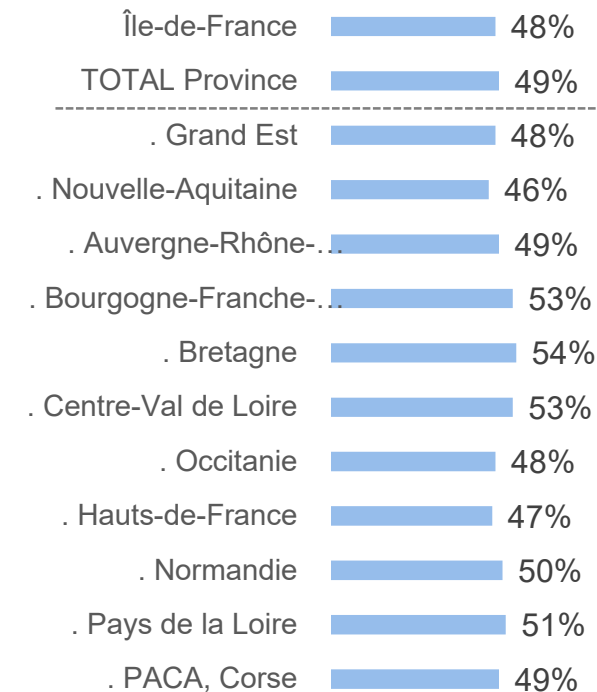 Île-de-France 48%
TOTAL Province 49%
. Grand Est 48%
. Nouvelle-Aquitaine 46%
. Auvergne-Rhône-… 49%
. Bourgogne-Franche-… 53%
. Bretagne 54%
. Centre-Val de Loire 53%
. Occitanie 48%
. Hauts-de-France 47%
. Normandie 50%
. Pays de la Loire 51%
. PACA, Corse 49%